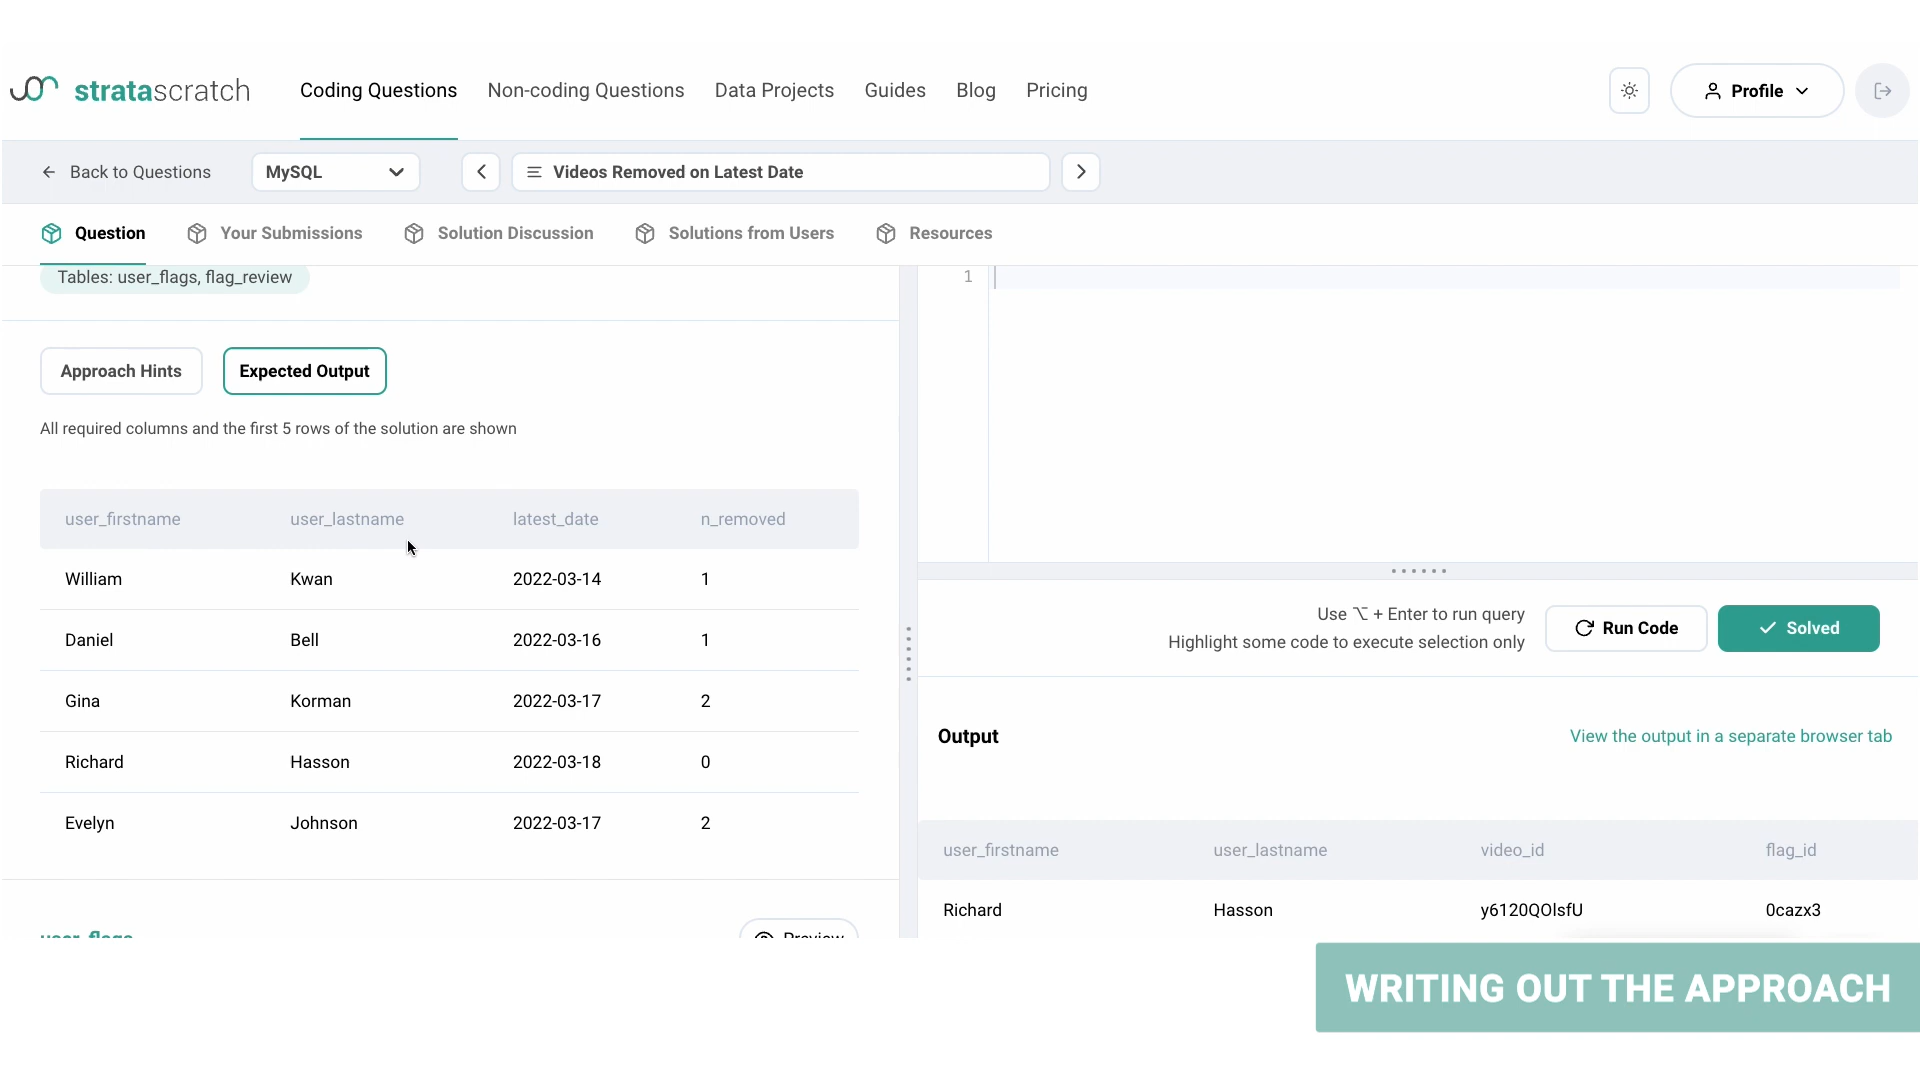 stratascratch
Coding Questions Non-coding Questions Data Projects Guides Blog Pricing
Profile
Back to Questions
MySQL
Videos Removed on Latest Date
Question Your Submissions Solution Discussion Solutions from Users Resources
Tables: user_flags, flag_review
Approach Hints Expected Output
All required columns and the first 5 rows of the solution are shown
user_firstname user_lastname latest_date n_removed
William Kwan 2022-03-14 1
Daniel Bell 2022-03-16 1
Gina Korman 2022-03-17 2
Richard Hasson 2022-03-18 0
Evelyn Johnson 2022-03-17 2
user_flags Preview
1
Use ⌥ + Enter to run query
Highlight some code to execute selection only
Run Code
Solved
Output
View the output in a separate browser tab
user_firstname user_lastname video_id flag_id
Richard Hasson y6120QOlsfU 0cazx3
WRITING OUT THE APPROACH